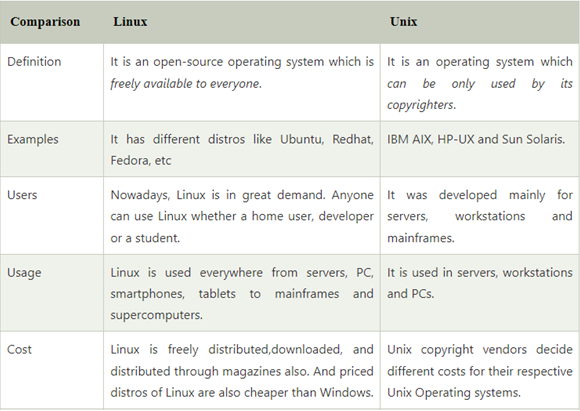 Comparison Linux Unix
Definition It is an open-source operating system which is It is an operating system which
freely available to everyone. can be only used by its
copyrighters.
Examples It has different distros like Ubuntu, Redhat, IBM AIX, HP-UX and Sun Solaris.
Fedora, etc
Users Nowadays, Linux is in great demand. Anyone It was developed mainly for
can use Linux whether a home user, developer servers, workstations and
or a student. mainframes.
Usage Linux is used everywhere from servers, PC, It is used in servers, workstations
smartphones, tablets to mainframes and and PCs.
supercomputers.
Cost Linux is freely distributed,downloaded, and Unix copyright vendors decide
distributed through magazines also. And priced different costs for their respective
distros of Linux are also cheaper than Windows. Unix Operating systems.